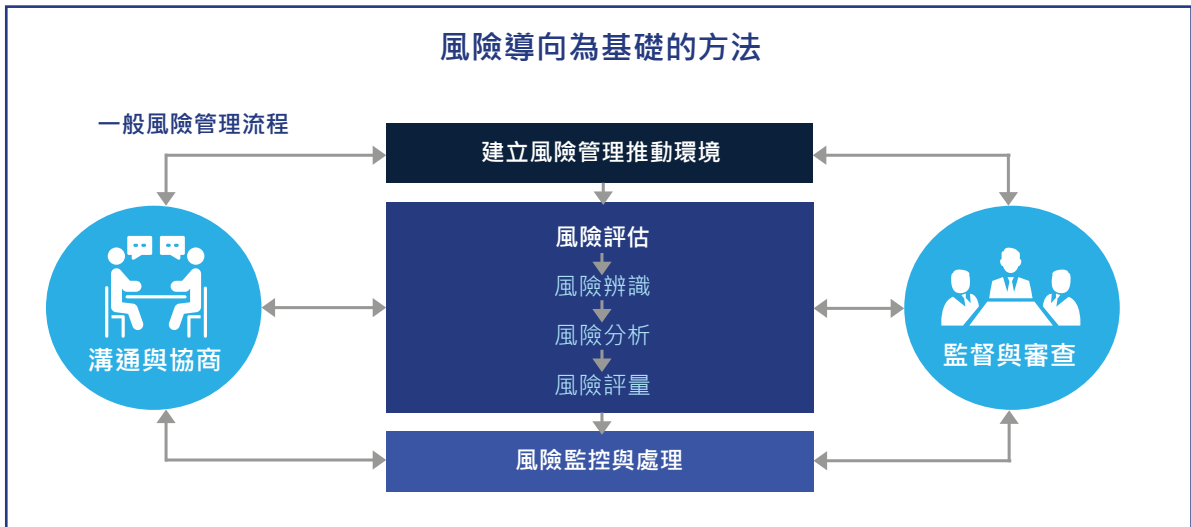 風險導向為基礎的方法
一般風險管理流程
建立風險管理推動環境
風險評估
風險辨識
風險分析
風險評量
溝通與協商
監督與審查
風險監控與處理